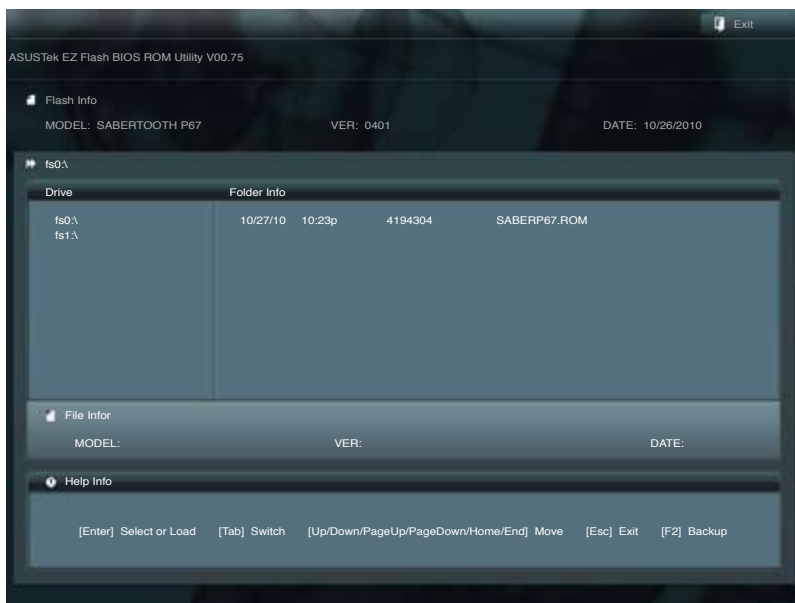 Exit
ASUSTek EZ Flash BIOS ROM Utility V00.75
Flash Info
MODEL: SABERTOOTH P67 VER: 0401 DATE: 10/26/2010
fs0:\
Drive Folder Info
fs0:\ 10/27/10 10:23p 4194304 SABERP67.ROM
fs1:\
File Infor
MODEL: VER: DATE:
Help Info
[Enter] Select or Load [Tab] Switch [Up/Down/PageUp/PageDown/Home/End] Move [Esc] Exit [F2] Backup